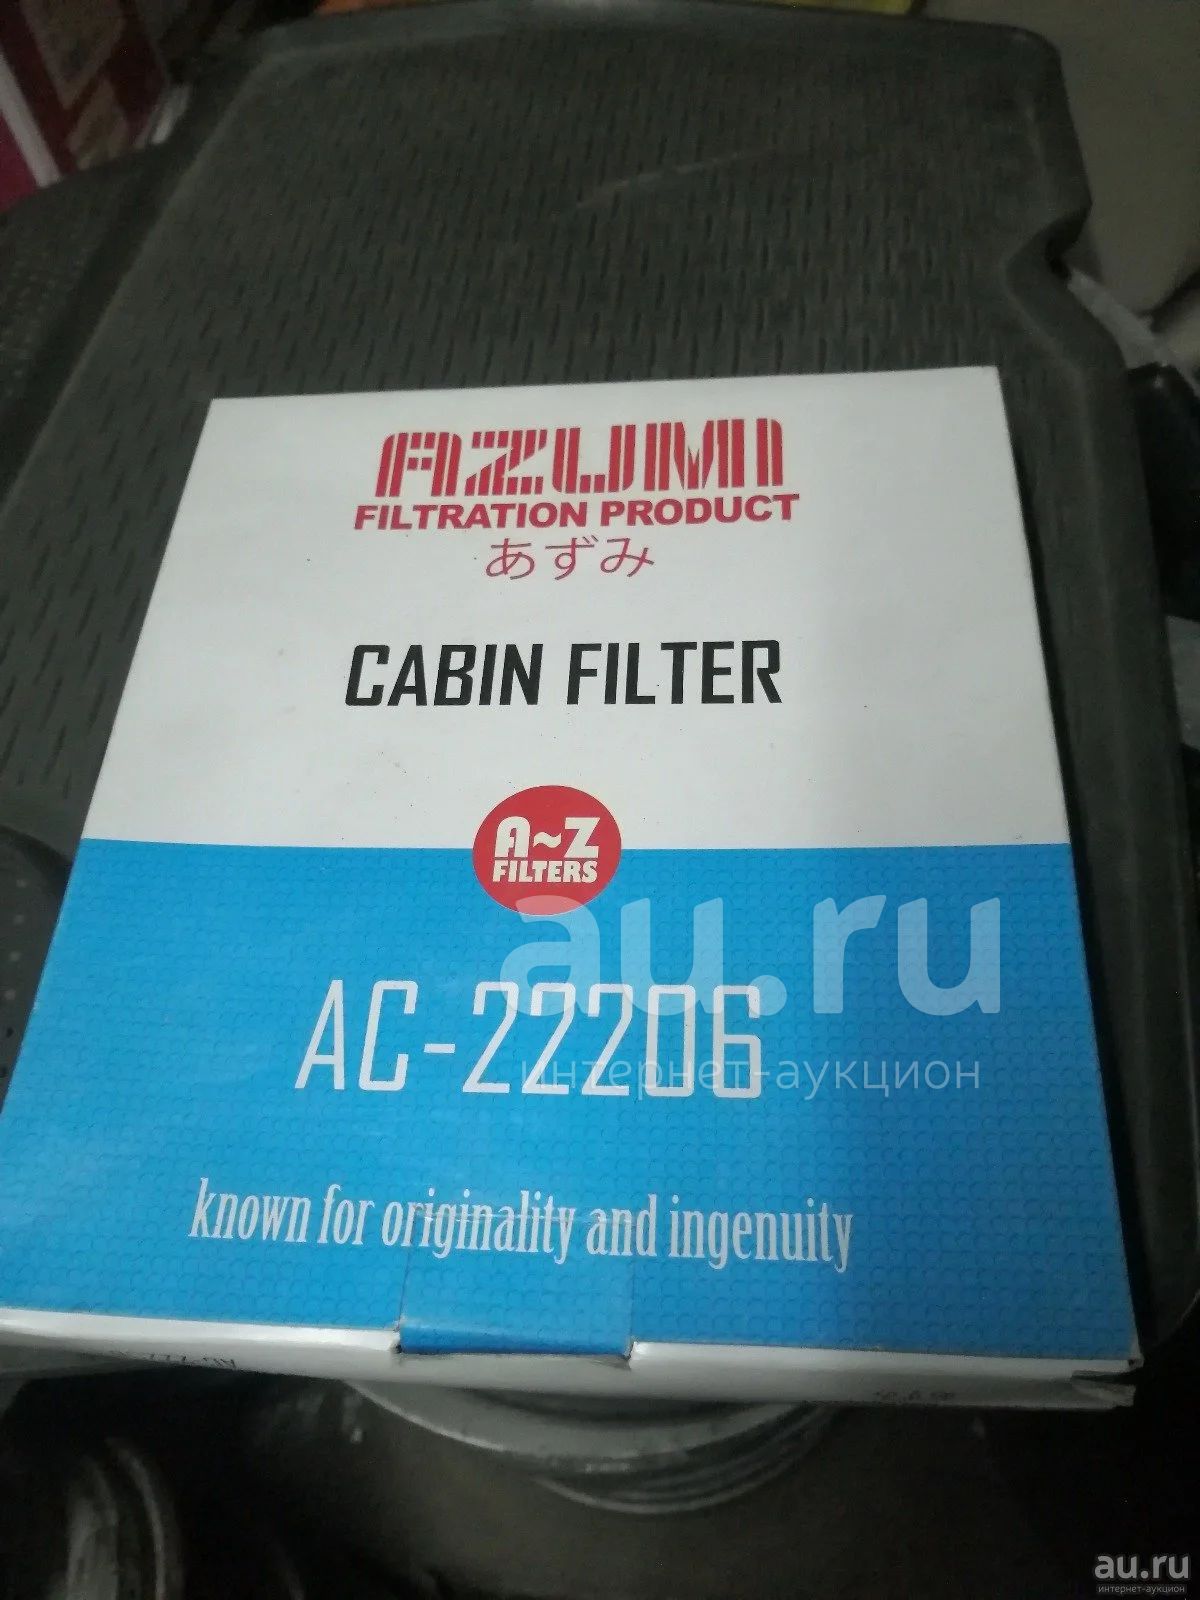 AZUMI
FILTRATION PRODUCT
あずみ
CABIN FILTER
A~Z
FILTERS
au.ru
AC-22206
интернет-аукцион
known for originality and ingenuity
au.ru
интернет-аукцион